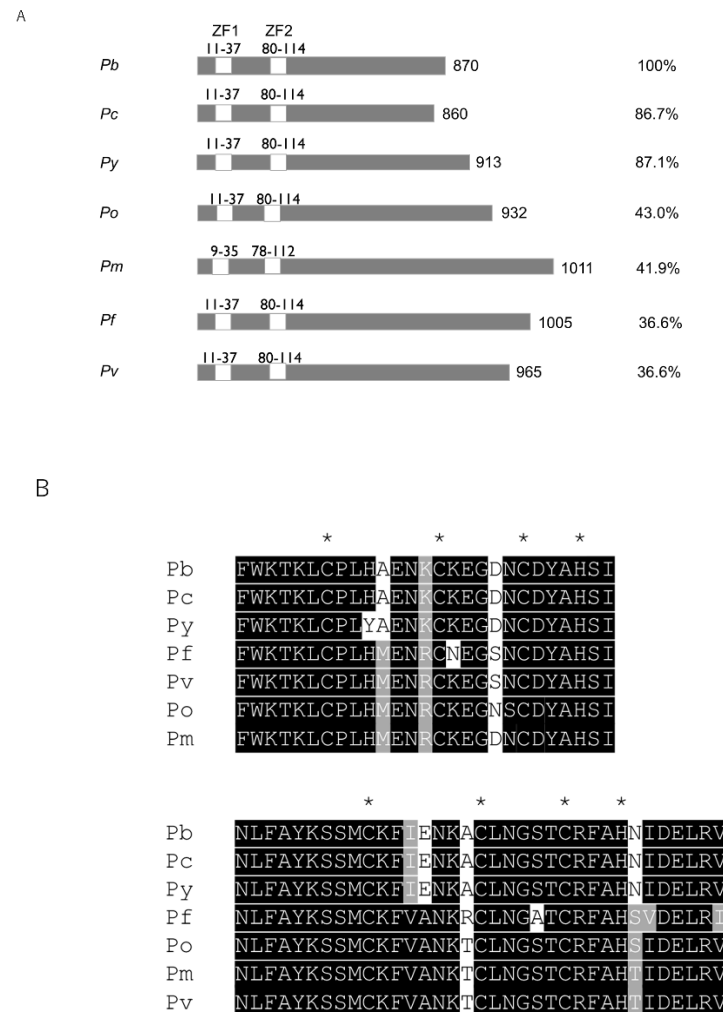 A
ZF1 ZF2
11-37 80-114
Pb 870 100%
11-37 80-114
Pc 860 86.7%
11-37 80-114
Py 913 87.1%
11-37 80-114
Po 932 43.0%
9-35 78-112
Pm 1011 41.9%
11-37 80-114
Pf 1005 36.6%
11-37 80-114
Pv 965 36.6%
B
* * * *
Pb FWKTKLCPLHAENKCKEGDNCDYAHSI
Pc FWKTKLCPLHAENKCKEGDNCDYAHSI
Py FWKTKLCPLYAENKCKEGDNCDYAHSI
Pf FWKTKLCPLHMENRCNEGSNCDYAHSI
Pv FWKTKLCPLHMENRCKEGSNCDYAHSI
Po FWKTKLCPLHMENRCKEGNSCDYAHSI
Pm FWKTKLCPLHMENRCKEGDNCDYAHSI
* * * *
Pb NLFAYKSSMCKFIENKACLNGSTCRFAHNIDELRV
Pc NLFAYKSSMCKFIENKACLNGSTCRFAHNIDELRV
Py NLFAYKSSMCKFIENKACLNGSTCRFAHNIDELRV
Pf NLFAYKSSMCKFVANKRCLNGATCRFAHSVDELRI
Po NLFAYKSSMCKFVANKTCLNGSTCRFAHSIDELRV
Pm NLFAYKSSMCKFVANKTCLNGSTCRFAHTIDELRV
Pv NLFAYKSSMCKFVANKTCLNGSTCRFAHTIDELRV